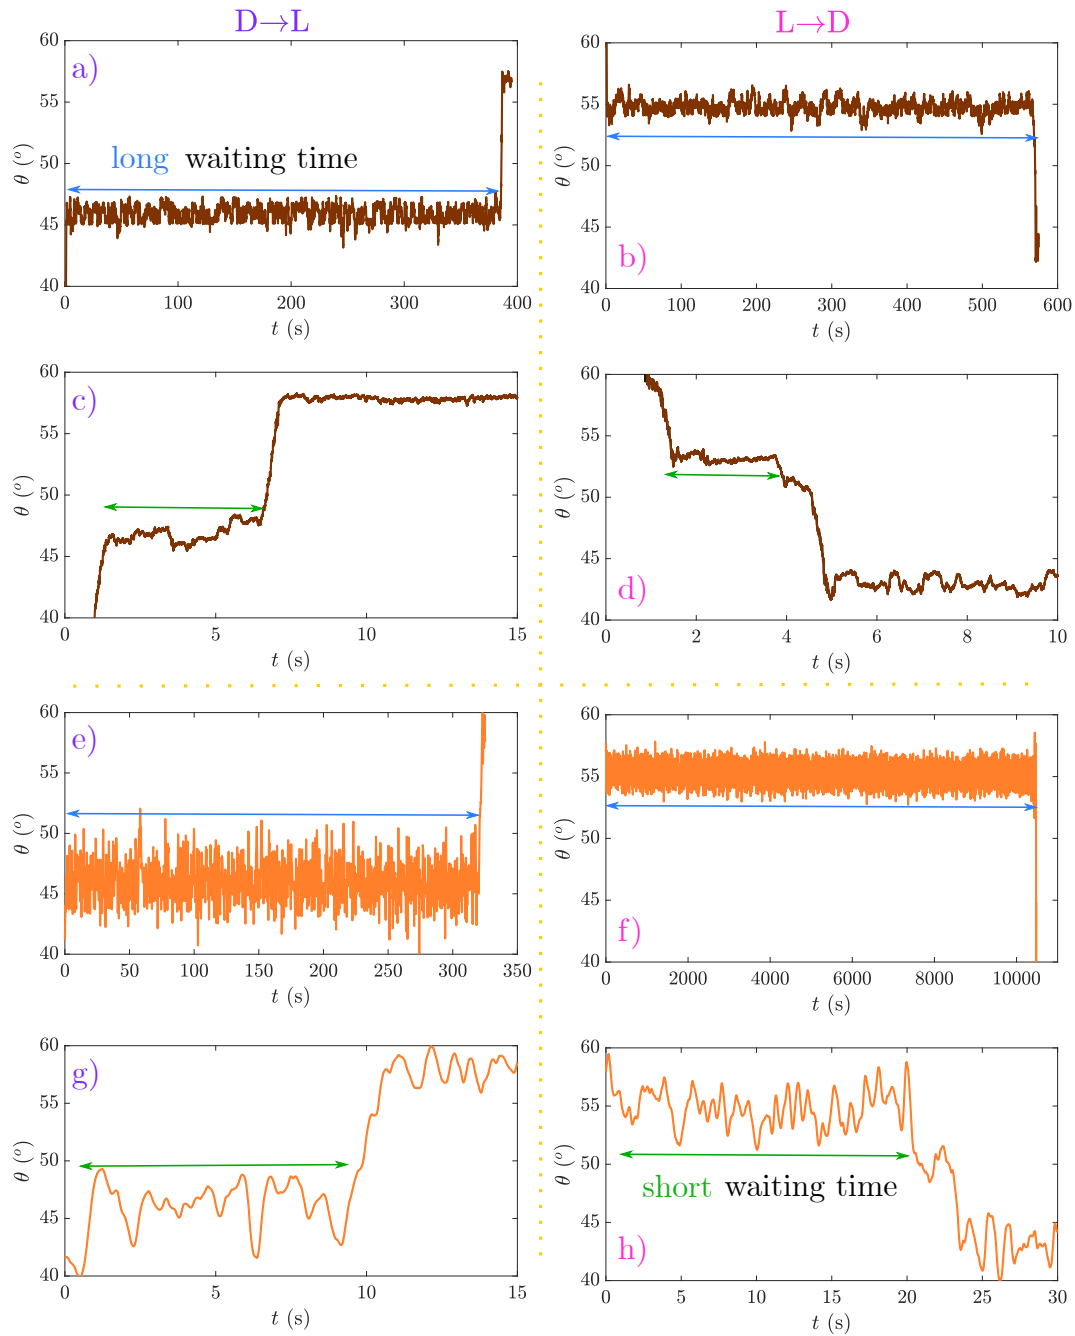 D→L
L→D
a)
long waiting time
60
55
50
45
40
θ (°)
0 100 200 300 400
t (s)
b)
60
55
50
45
40
θ (°)
0 100 200 300 400 500 600
t (s)
c)
60
55
50
45
40
θ (°)
0 5 10 15
t (s)
d)
60
55
50
45
40
θ (°)
0 2 4 6 8 10
t (s)
e)
60
55
50
45
40
θ (°)
0 50 100 150 200 250 300 350
t (s)
f)
60
55
50
45
40
θ (°)
0 2000 4000 6000 8000 10000
t (s)
g)
60
55
50
45
40
θ (°)
0 5 10 15
t (s)
h)
short waiting time
60
55
50
45
40
θ (°)
0 5 10 15 20 25 30
t (s)